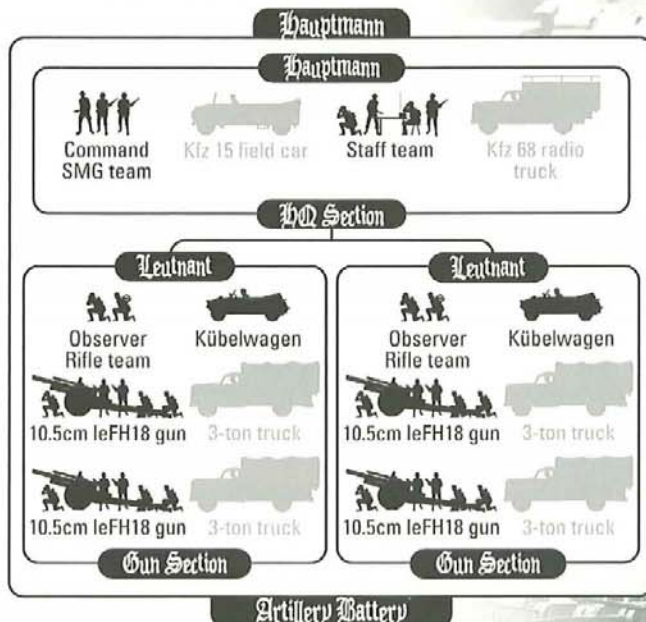 Hauptmann
Hauptmann
Command
SMG team
Kfz 15 field car
Staff team
Kfz 68 radio
truck
HQ Section
Leutnant
Leutnant
Observer
Rifle team
Kübelwagen
Observer
Rifle team
Kübelwagen
10.5cm leFH18 gun
3-ton truck
10.5cm leFH18 gun
3-ton truck
10.5cm leFH18 gun
3-ton truck
10.5cm leFH18 gun
3-ton truck
Gun Section
Gun Section
Artillery Battery